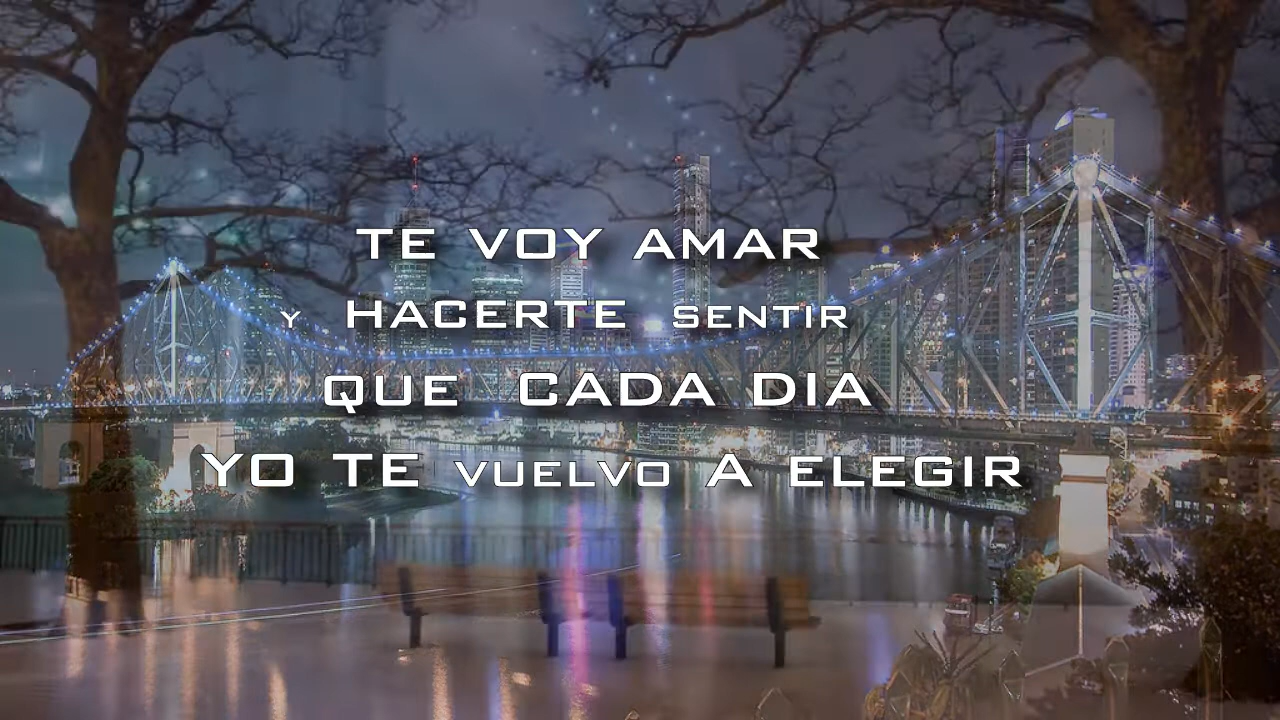 TE VOY AMAR
Y HACERTE SENTIR
QUE CADA DIA
YO TE VUELVO A ELEGIR